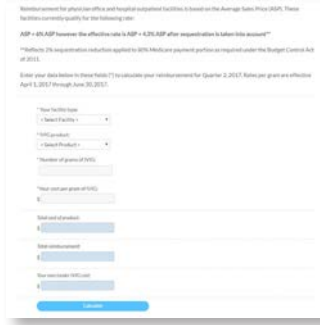 Reimbursement for physician office and hospital outpatient facilities is based on the Average Sales Price (ASP). These
facilities currently qualify for the following rate:
ASP + 6% ASP however the effective rate is ASP + 4.3% ASP after sequestration is taken into account**
**Reflects 2% sequestration reduction applied to 80% Medicare payment portion as required under the Budget Control Act
of 2011.
Enter your data below in these fields (*) to calculate your reimbursement for Quarter 2, 2017. Rates per gram are effective
April 1, 2017 through June 30, 2017.
* Your facility type:
< Select Facility >
* IVIG product:
< Select Product >
* Number of grams of IVIG:
*Your cost per gram of IVIG:
$
Total cost of product:
$
Total reimbursement:
$
Your net IVIG cost:
$
Calculate